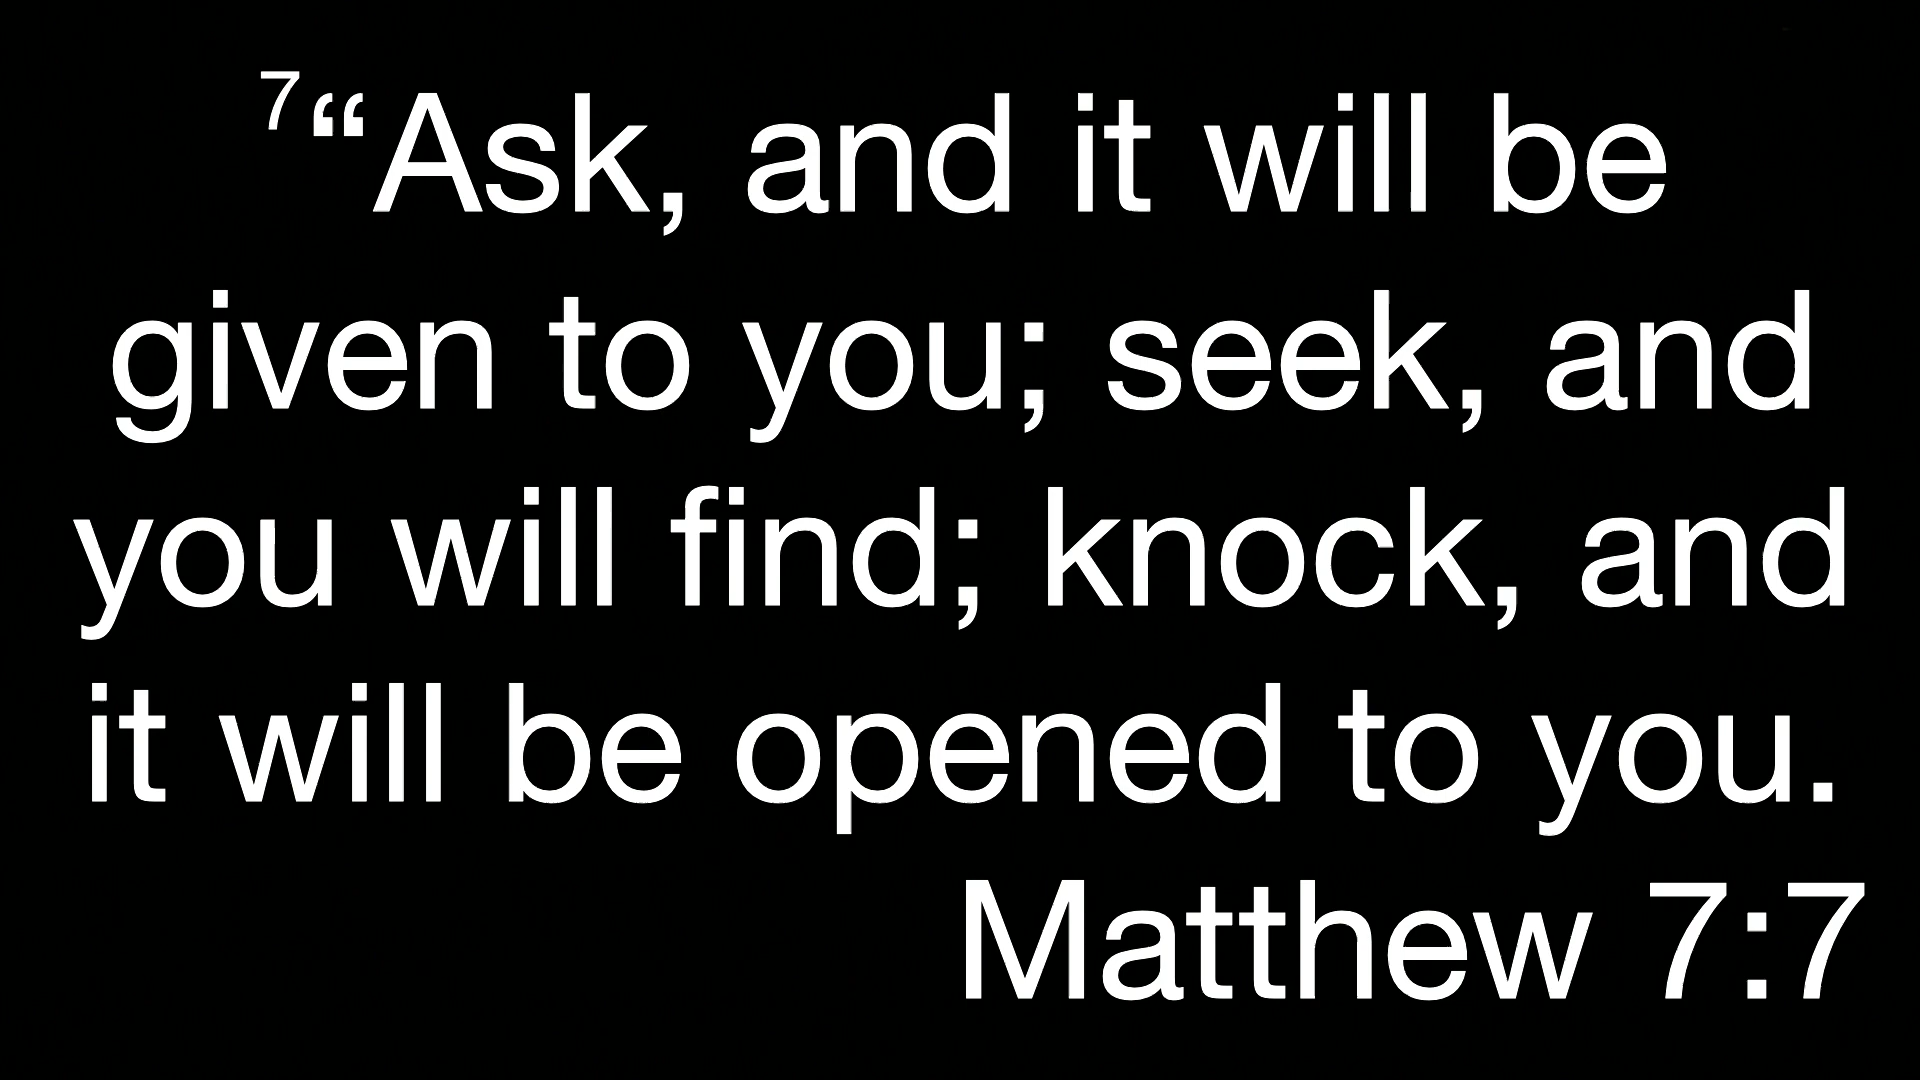 ⁷“Ask, and it will be
given to you; seek, and
you will find; knock, and
it will be opened to you.
Matthew 7:7